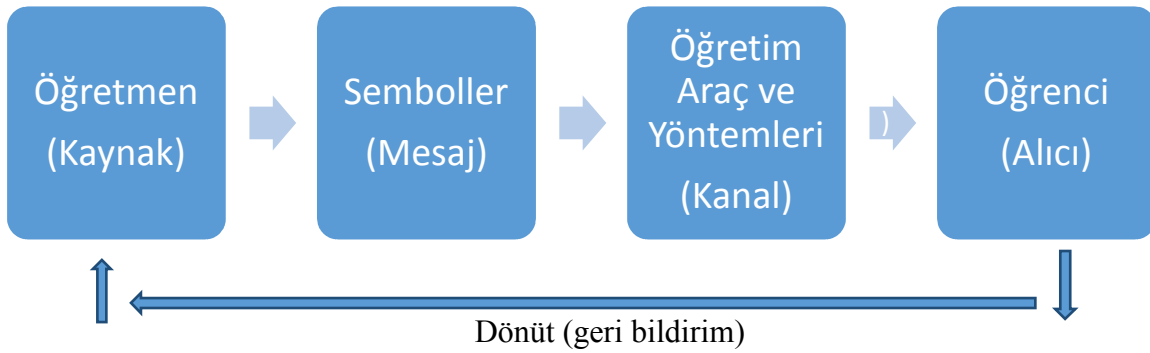 Öğretmen
(Kaynak)
Semboller
(Mesaj)
Öğretim
Araç ve
Yöntemleri
(Kanal)
)
Öğrenci
(Alıcı)
Dönüt (geri bildirim)